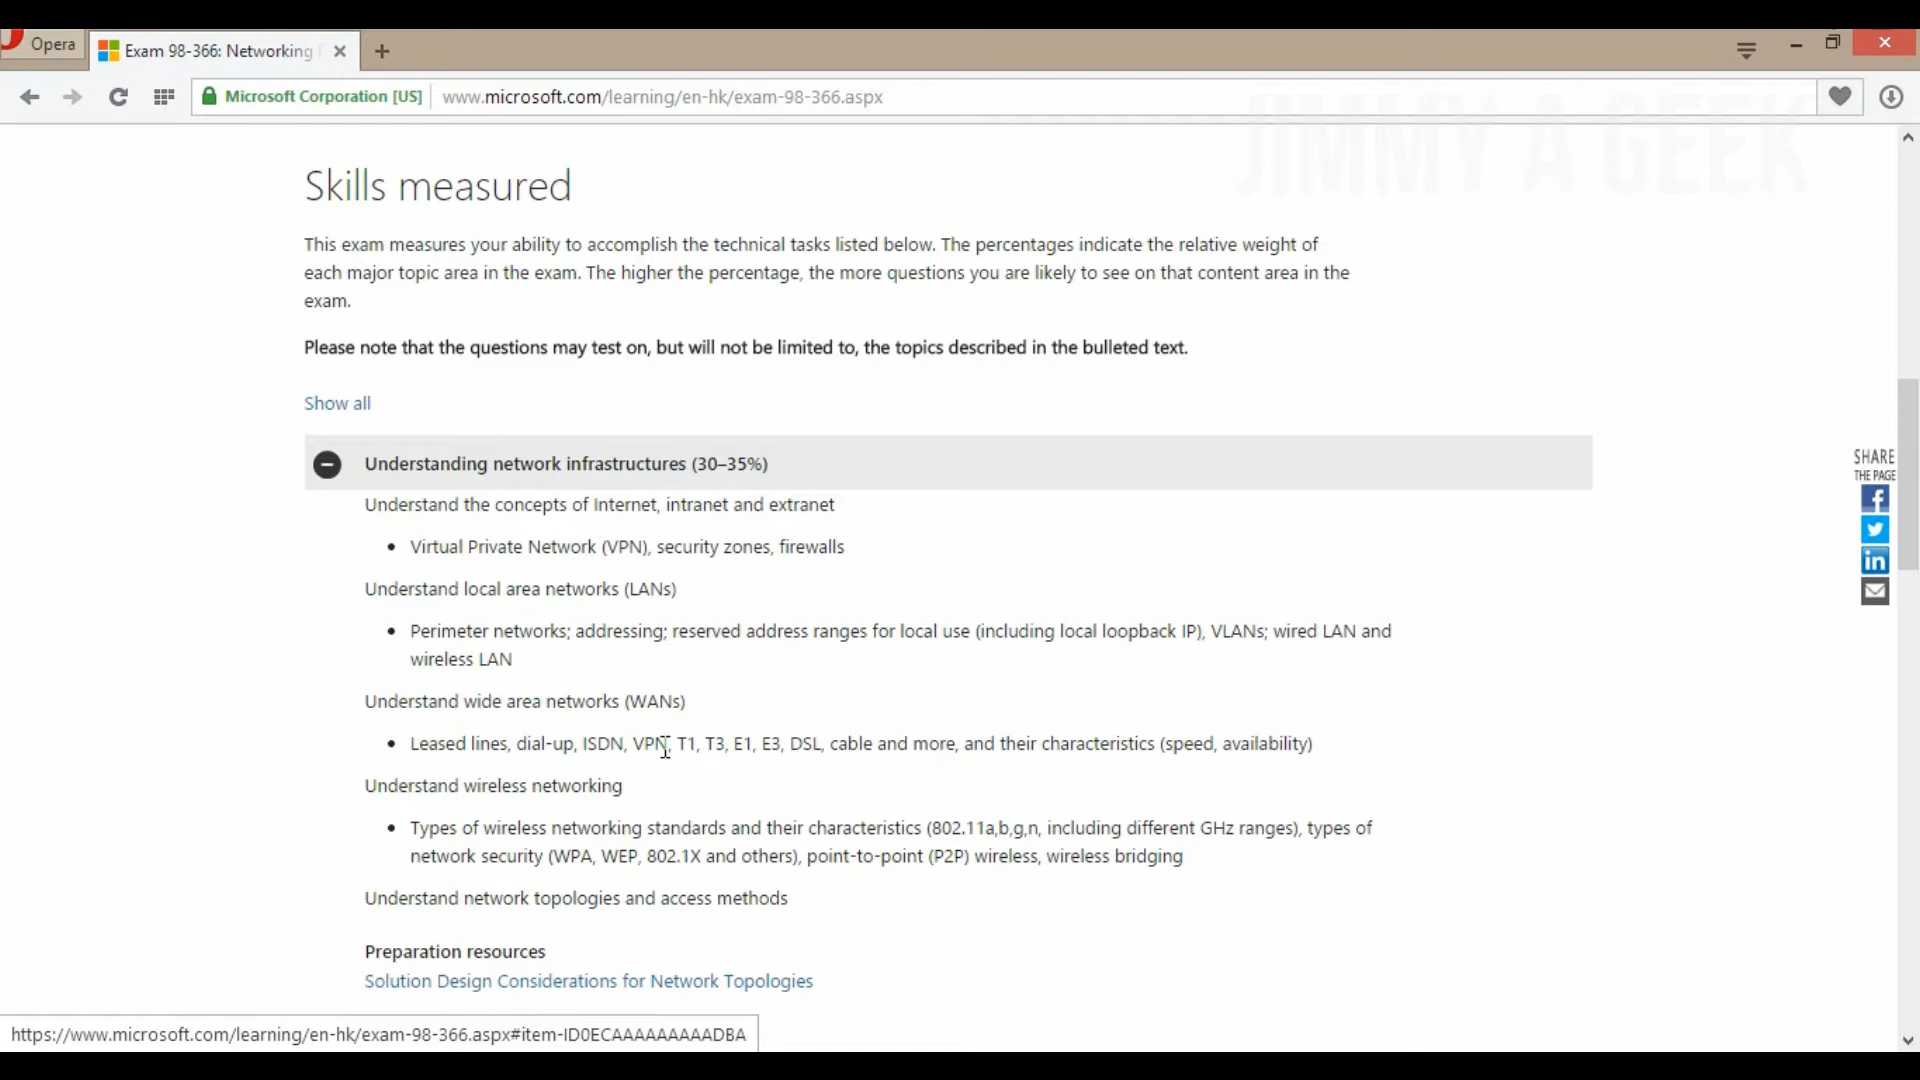 Opera
Exam 98-366: Networking
Microsoft Corporation [US]
www.microsoft.com/learning/en-hk/exam-98-366.aspx
JIMMY A GEEK
Skills measured
This exam measures your ability to accomplish the technical tasks listed below. The percentages indicate the relative weight of
each major topic area in the exam. The higher the percentage, the more questions you are likely to see on that content area in the
exam.
Please note that the questions may test on, but will not be limited to, the topics described in the bulleted text.
Show all
Understanding network infrastructures (30–35%)
SHARE
THE PAGE
Understand the concepts of Internet, intranet and extranet
• Virtual Private Network (VPN), security zones, firewalls
Understand local area networks (LANs)
• Perimeter networks; addressing; reserved address ranges for local use (including local loopback IP), VLANs; wired LAN and
wireless LAN
Understand wide area networks (WANs)
• Leased lines, dial-up, ISDN, VPN, T1, T3, E1, E3, DSL, cable and more, and their characteristics (speed, availability)
Understand wireless networking
• Types of wireless networking standards and their characteristics (802.11a,b,g,n, including different GHz ranges), types of
network security (WPA, WEP, 802.1X and others), point-to-point (P2P) wireless, wireless bridging
Understand network topologies and access methods
Preparation resources
Solution Design Considerations for Network Topologies
https://www.microsoft.com/learning/en-hk/exam-98-366.aspx#item-ID0ECAAAAAAAAADBA